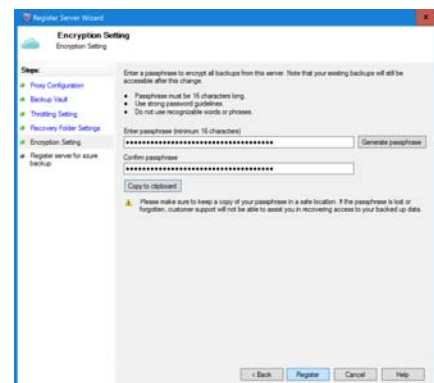 Register Server Wizard
Encryption Setting
Encryption Setting
Steps:
Proxy Configuration
Backup Vault
Throttling Setting
Recovery Folder Settings
Encryption Setting
Register server for azure
backup
Enter a passphrase to encrypt all backups from this server. Note that your existing backups will still be
accessible after this change.
Passphrase must be 16 characters long.
Use strong password guidelines.
Do not use recognizable words or phrases.
Enter passphrase (minimum 16 characters)
Generate passphrase
Confirm passphrase
Copy to clipboard
Please make sure to keep a copy of your passphrase in a safe location. If the passphrase is lost or
forgotten, customer support will not be able to assist you in recovering access to your backed up data.
< Back
Register
Cancel
Help